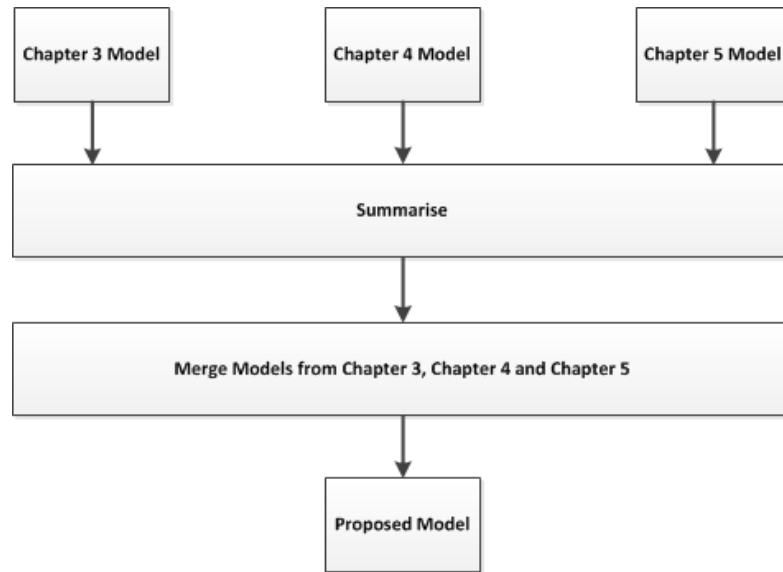 Chapter 3 Model
Chapter 4 Model
Chapter 5 Model
Summarise
Merge Models from Chapter 3, Chapter 4 and Chapter 5
Proposed Model